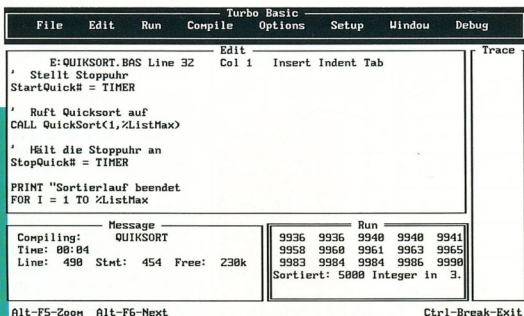 Turbo Basic
File Edit Run Compile Options Setup Window Debug
Edit
E:QUIKSORT.BAS Line 32 Col 1 Insert Indent Tab
' Stellt Stoppuhr
StartQuick# = TIMER
' Ruft Quicksort auf
CALL QuickSort(1,%ListMax)
' Hält die Stoppuhr an
StopQuick# = TIMER
PRINT "Sortierlauf beendet
FOR I = 1 TO %ListMax
Trace
Message
Compiling: QUIKSORT
Time: 00:04
Line: 490 Stmt: 454 Free: 230k
Run
9936 9936 9940 9940 9941
9958 9960 9961 9963 9965
9983 9984 9984 9986 9990
Sortiert: 5000 Integer in 3.
Alt-F5-Zoom Alt-F6-Next Ctrl-Break-Exit